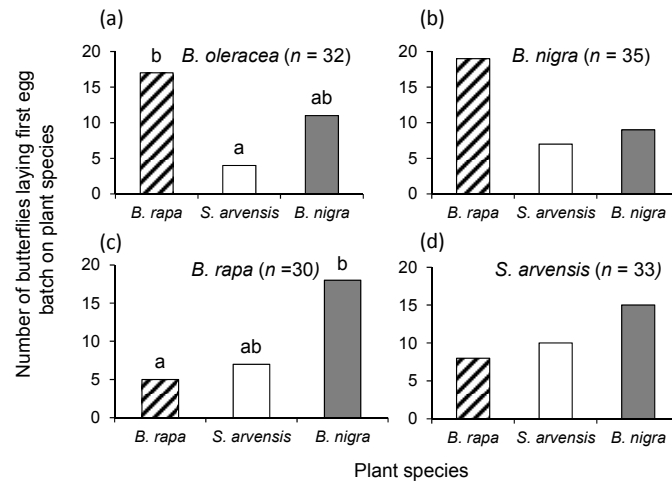 (a)
B. oleracea (n = 32)
20
15
10
5
0
b
a
ab
B. rapa S. arvensis B. nigra
(b)
B. nigra (n = 35)
20
15
10
5
0
B. rapa S. arvensis B. nigra
(c)
B. rapa (n =30)
20
15
10
5
0
a
ab
b
B. rapa S. arvensis B. nigra
(d)
S. arvensis (n = 33)
20
15
10
5
0
B. rapa S. arvensis B. nigra
Number of butterflies laying first egg
batch on plant species
Plant species